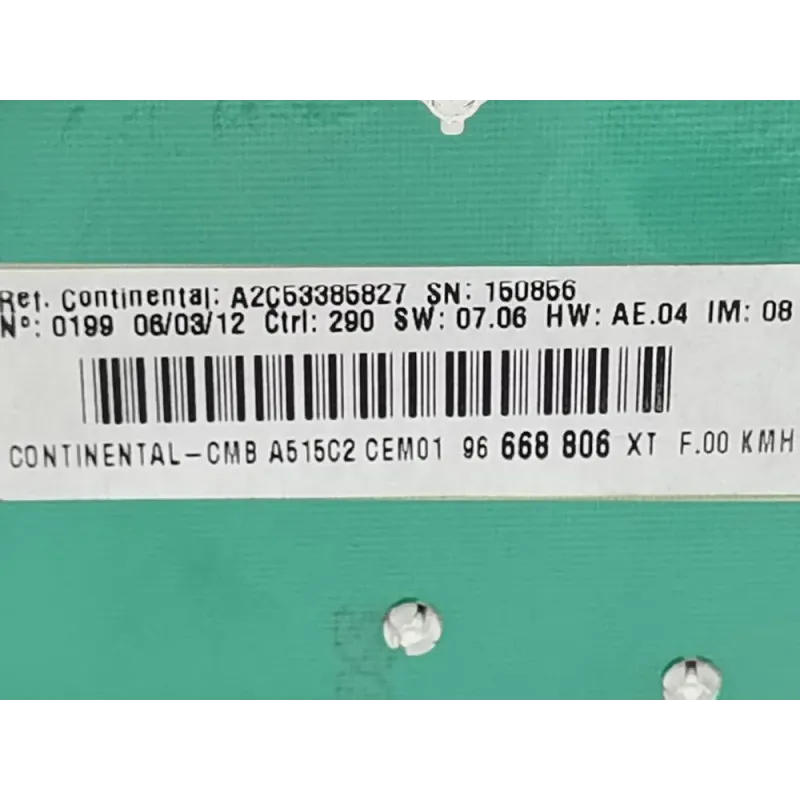 Ref. Continental: A2C53385827 SN: 150856
Nº: 0199 06/03/12 Ctrl: 290 SW: 07.06 HW: AE.04 IM: 08
CONTINENTAL-CMB A515C2 CEM01 96 668 806 XT F.00 KMH